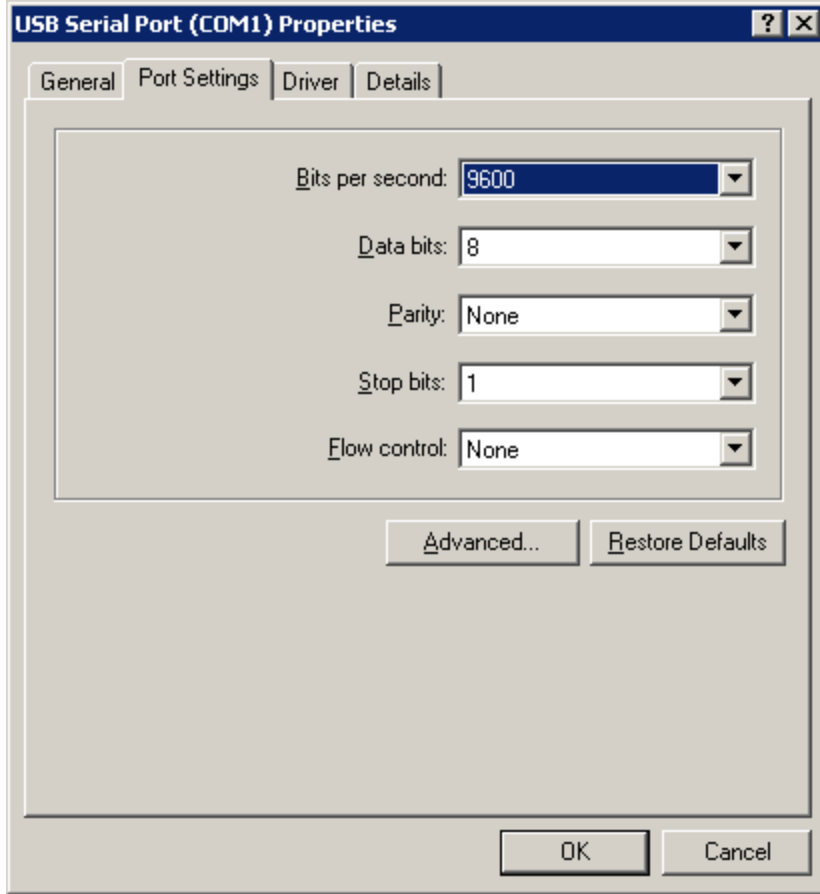 USB Serial Port (COM1) Properties
General Port Settings Driver Details
Bits per second: 9600
Data bits: 8
Parity: None
Stop bits: 1
Flow control: None
Advanced... Restore Defaults
OK Cancel